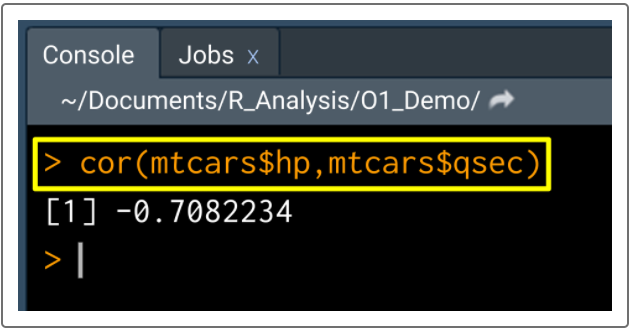 Console Jobs x
~/Documents/R_Analysis/01_Demo/
> cor(mtcars$hp,mtcars$qsec)
[1] -0.7082234
>